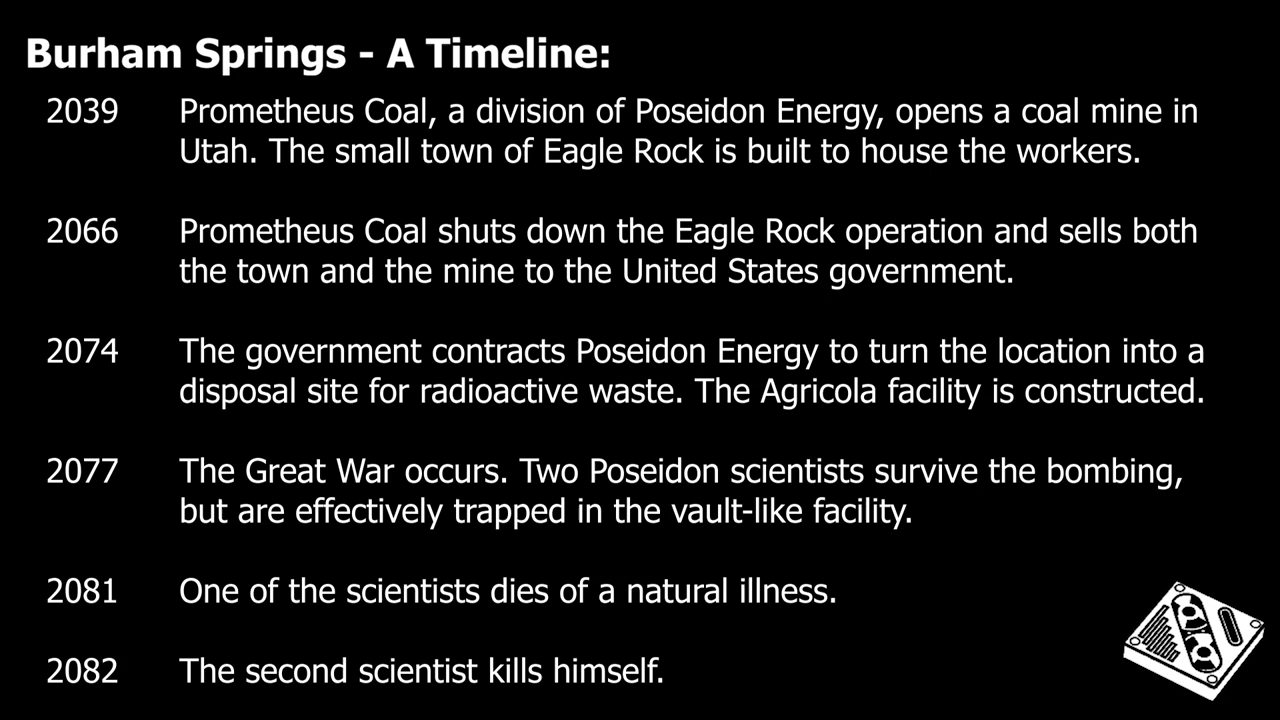 Burham Springs - A Timeline:
2039 Prometheus Coal, a division of Poseidon Energy, opens a coal mine in
Utah. The small town of Eagle Rock is built to house the workers.
2066 Prometheus Coal shuts down the Eagle Rock operation and sells both
the town and the mine to the United States government.
2074 The government contracts Poseidon Energy to turn the location into a
disposal site for radioactive waste. The Agricola facility is constructed.
2077 The Great War occurs. Two Poseidon scientists survive the bombing,
but are effectively trapped in the vault-like facility.
2081 One of the scientists dies of a natural illness.
2082 The second scientist kills himself.